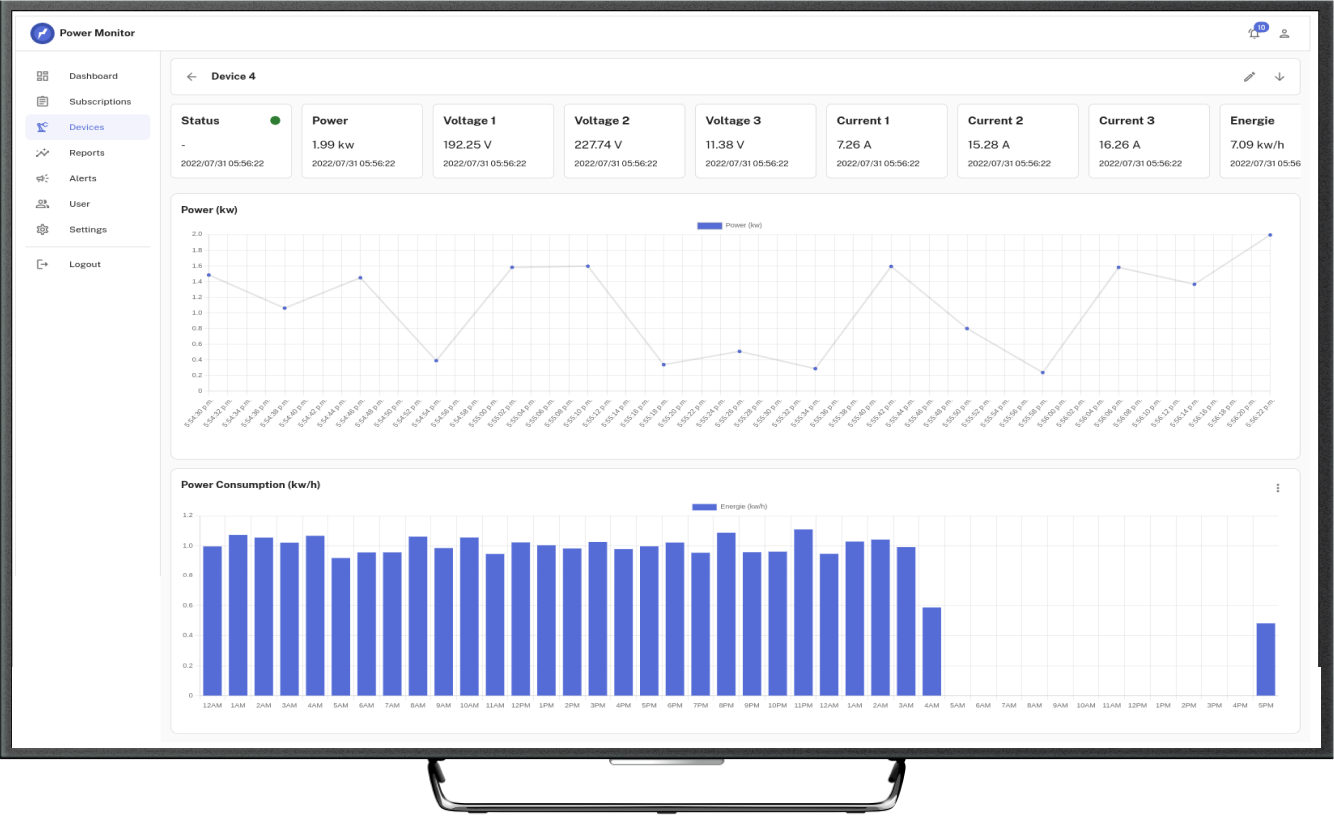 Power Monitor
10
Dashboard
Subscriptions
Devices
Reports
Alerts
User
Settings
Logout
Device 4
Status
-
2022/07/31 05:56:22
Power
1.99 kw
2022/07/31 05:56:22
Voltage 1
192.25 V
2022/07/31 05:56:22
Voltage 2
227.74 V
2022/07/31 05:56:22
Voltage 3
11.38 V
2022/07/31 05:56:22
Current 1
7.26 A
2022/07/31 05:56:22
Current 2
15.28 A
2022/07/31 05:56:22
Current 3
16.26 A
2022/07/31 05:56:22
Energie
7.09 kw/h
2022/07/31 05:56
Power (kw)
Power (kw)
2.0
1.8
1.6
1.4
1.2
1.0
0.8
0.6
0.4
0.2
0
5:54:30 p.m. 5:54:32 p.m. 5:54:34 p.m. 5:54:36 p.m. 5:54:38 p.m. 5:54:40 p.m. 5:54:42 p.m. 5:54:44 p.m. 5:54:46 p.m. 5:54:48 p.m. 5:54:50 p.m. 5:54:52 p.m. 5:54:54 p.m. 5:54:56 p.m. 5:54:58 p.m. 5:55:00 p.m. 5:55:02 p.m. 5:55:04 p.m. 5:55:06 p.m. 5:55:08 p.m. 5:55:10 p.m. 5:55:12 p.m. 5:55:14 p.m. 5:55:16 p.m. 5:55:18 p.m. 5:55:20 p.m. 5:55:22 p.m. 5:55:24 p.m. 5:55:26 p.m. 5:55:28 p.m. 5:55:30 p.m. 5:55:32 p.m. 5:55:34 p.m. 5:55:36 p.m. 5:55:38 p.m. 5:55:40 p.m. 5:55:42 p.m. 5:55:44 p.m. 5:55:46 p.m. 5:55:48 p.m. 5:55:50 p.m. 5:55:52 p.m. 5:55:54 p.m. 5:55:56 p.m. 5:55:58 p.m. 5:56:00 p.m. 5:56:02 p.m. 5:56:04 p.m. 5:56:06 p.m. 5:56:08 p.m. 5:56:10 p.m. 5:56:12 p.m. 5:56:14 p.m. 5:56:16 p.m. 5:56:18 p.m. 5:56:20 p.m. 5:56:22 p.m.
Power Consumption (kw/h)
Energie (kw/h)
1.2
1.0
0.8
0.6
0.4
0.2
0
12AM 1AM 2AM 3AM 4AM 5AM 6AM 7AM 8AM 9AM 10AM 11AM 12PM 1PM 2PM 3PM 4PM 5PM 6PM 7PM 8PM 9PM 10PM 11PM 12AM 1AM 2AM 3AM 4AM 5AM 6AM 7AM 8AM 9AM 10AM 11AM 12PM 1PM 2PM 3PM 4PM 5PM